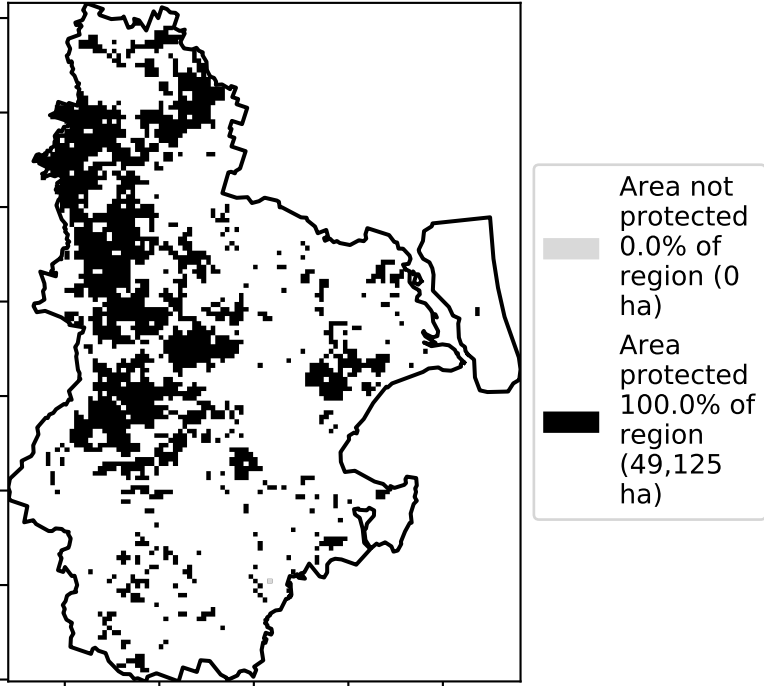 Area not
protected
0.0% of
region (0
ha)
Area
protected
100.0% of
region
(49,125
ha)